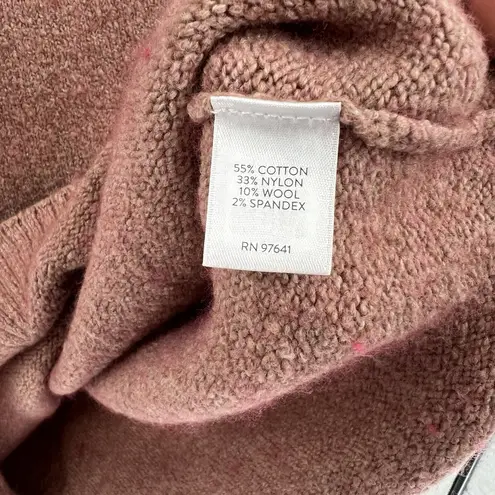 55% COTTON
33% NYLON
10% WOOL
2% SPANDEX
RN 97641